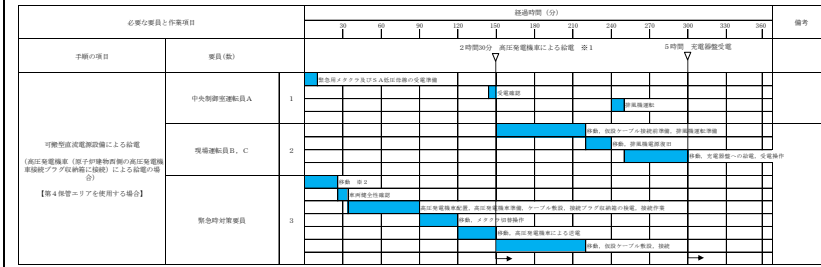 必要な要員と作業項目
経過時間（分）
備考
30 60 90 120 150 180 210 240 270 300 330 360
手順の項目
要員(数)
2時間30分 高圧発電機車による給電 ※1
5時間 充電器盤受電
可搬型直流電源設備による給電
（高圧発電機車（原子炉建物西側の高圧発電機
車接続プラグ収納箱に接続）による給電の場
合）
【第4保管エリアを使用する場合】
中央制御室運転員A
1
緊急用メタクラ及びSA低圧母線の受電準備
受電確認
排風機運転
現場運転員B、C
2
移動、仮設ケーブル接続前準備、排風機運転準備
移動、排風機電源復旧
移動、充電器盤への給電、受電操作
緊急時対策要員
3
移動 ※2
車両健全性確認
高圧発電機車配置、高圧発電機車準備、ケーブル敷設、接続プラグ収納箱の検電、接続作業
移動、メタクラ切替操作
移動、高圧発電機車による送電
移動、仮設ケーブル敷設、接続